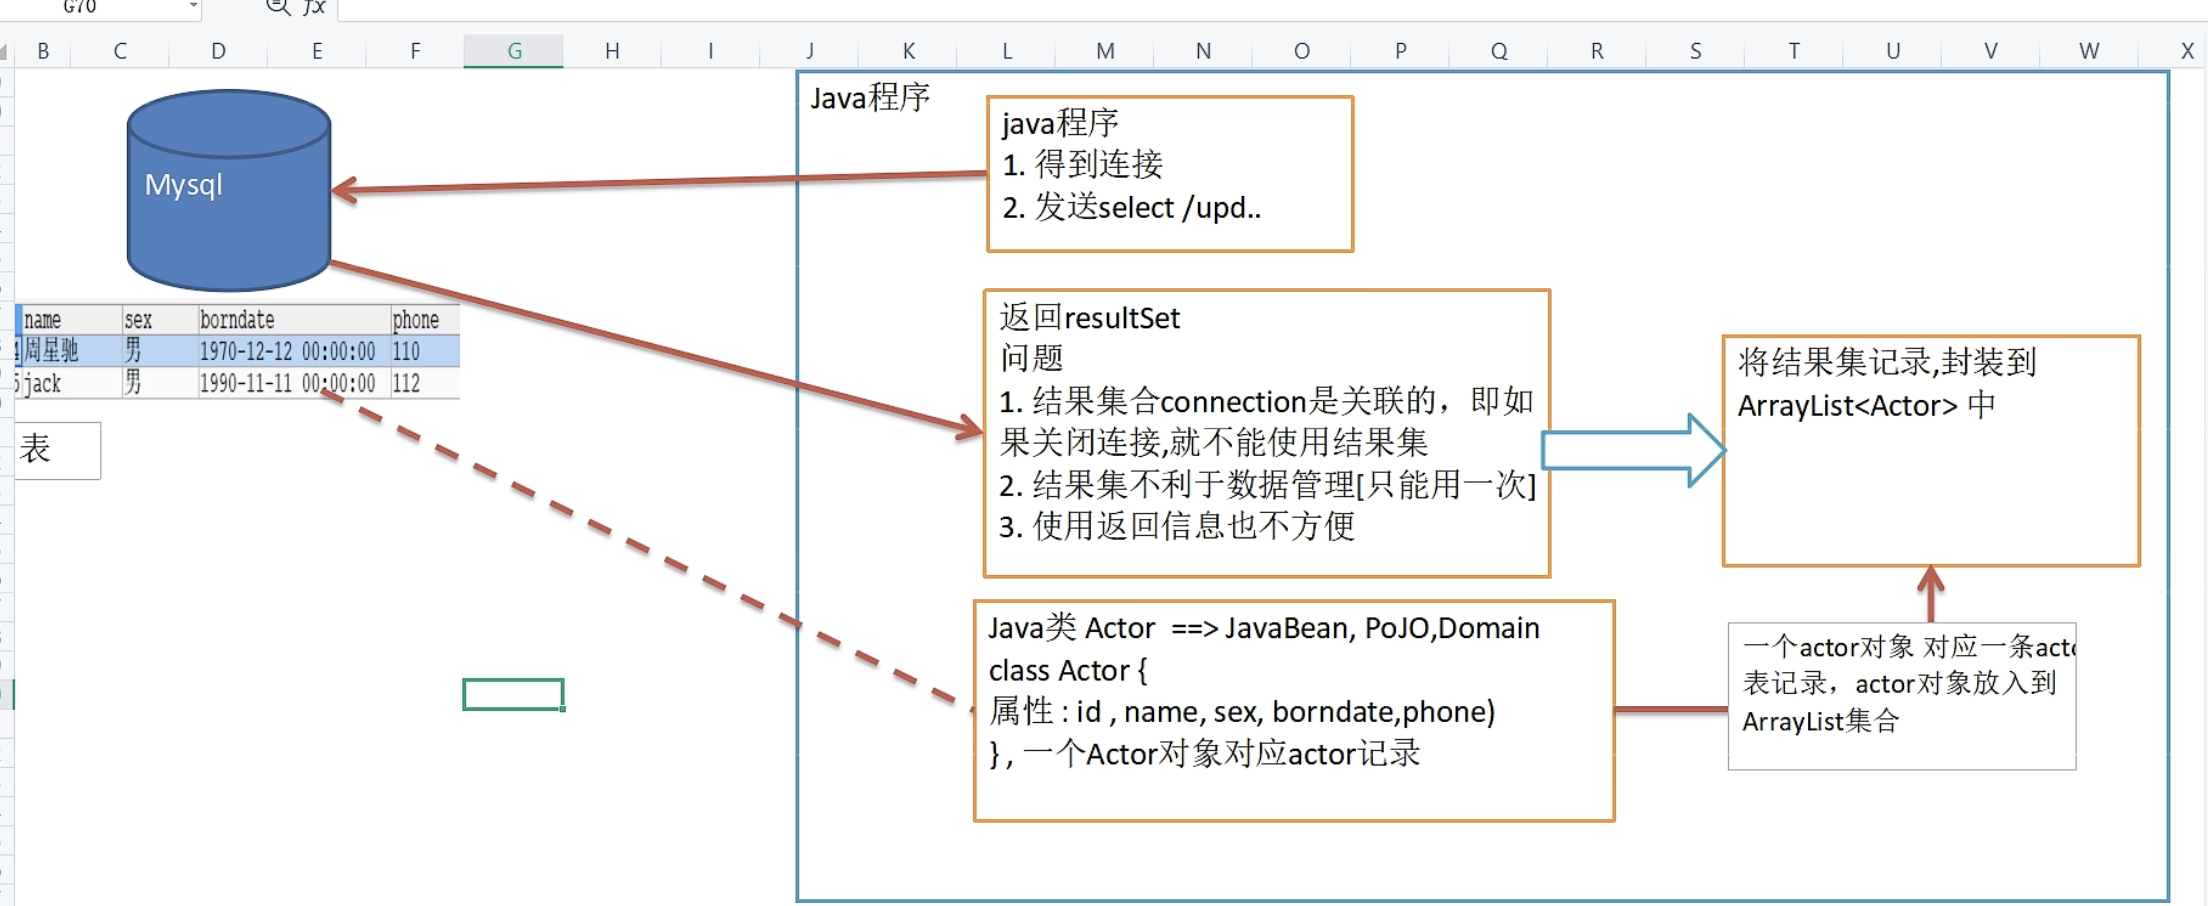 G70
fx
B C D E F G H I J K L M N O P Q R S T U V W X
Java程序
java程序
1. 得到连接
2. 发送select /upd..
Mysql
name sex borndate phone
4 周星驰 男 1970-12-12 00:00:00 110
5 jack 男 1990-11-11 00:00:00 112
表
返回resultSet
问题
1. 结果集合connection是关联的，即如
果关闭连接,就不能使用结果集
2. 结果集不利于数据管理[只能用一次]
3. 使用返回信息也不方便
将结果集记录,封装到
ArrayList<Actor> 中
Java类 Actor ==> JavaBean, PoJO,Domain
class Actor {
属性 : id , name, sex, borndate,phone)
} , 一个Actor对象对应actor记录
一个actor对象 对应一条acto
表记录，actor对象放入到
ArrayList集合